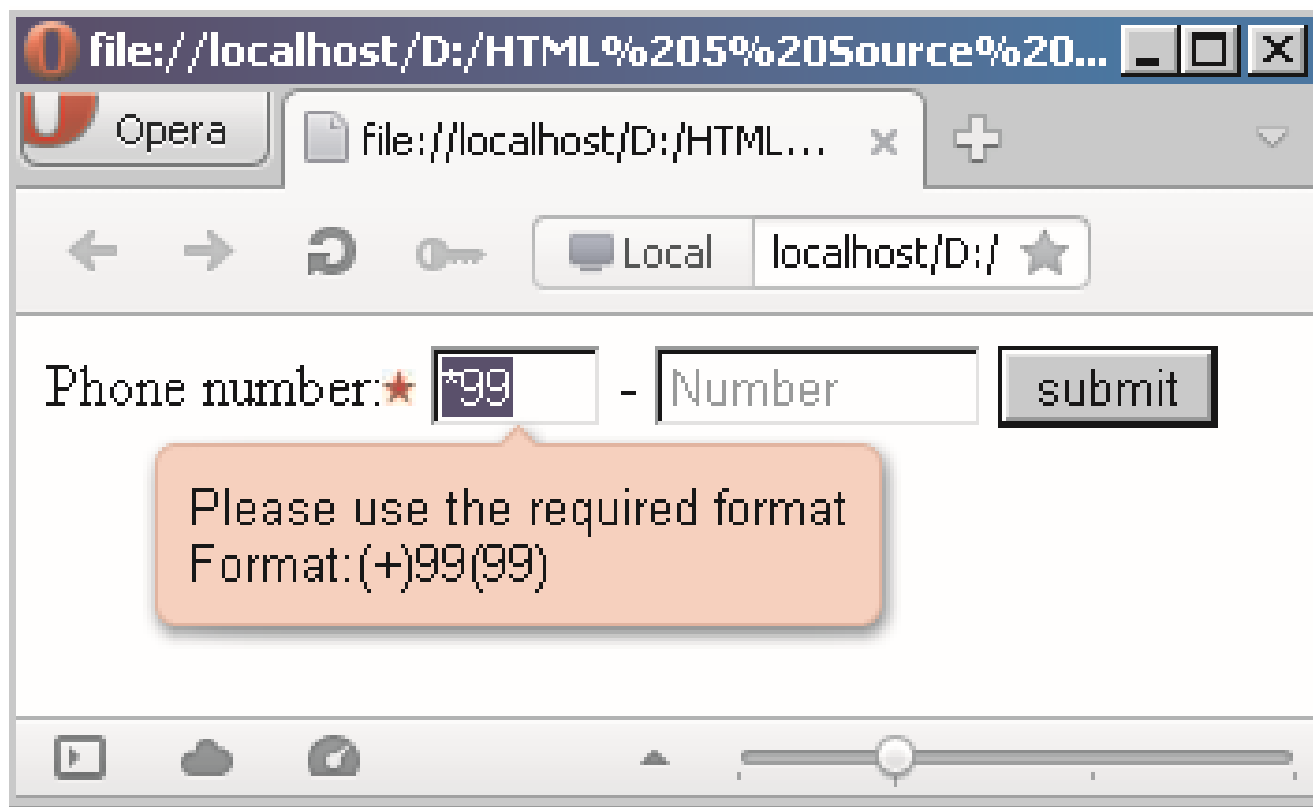 file://localhost/D:/HTML%205%20Source%20...
Opera
file://localhost/D:/HTML...
Local localhost/D:/
Phone number: *99 - Number submit
Please use the required format
Format:(+)99(99)